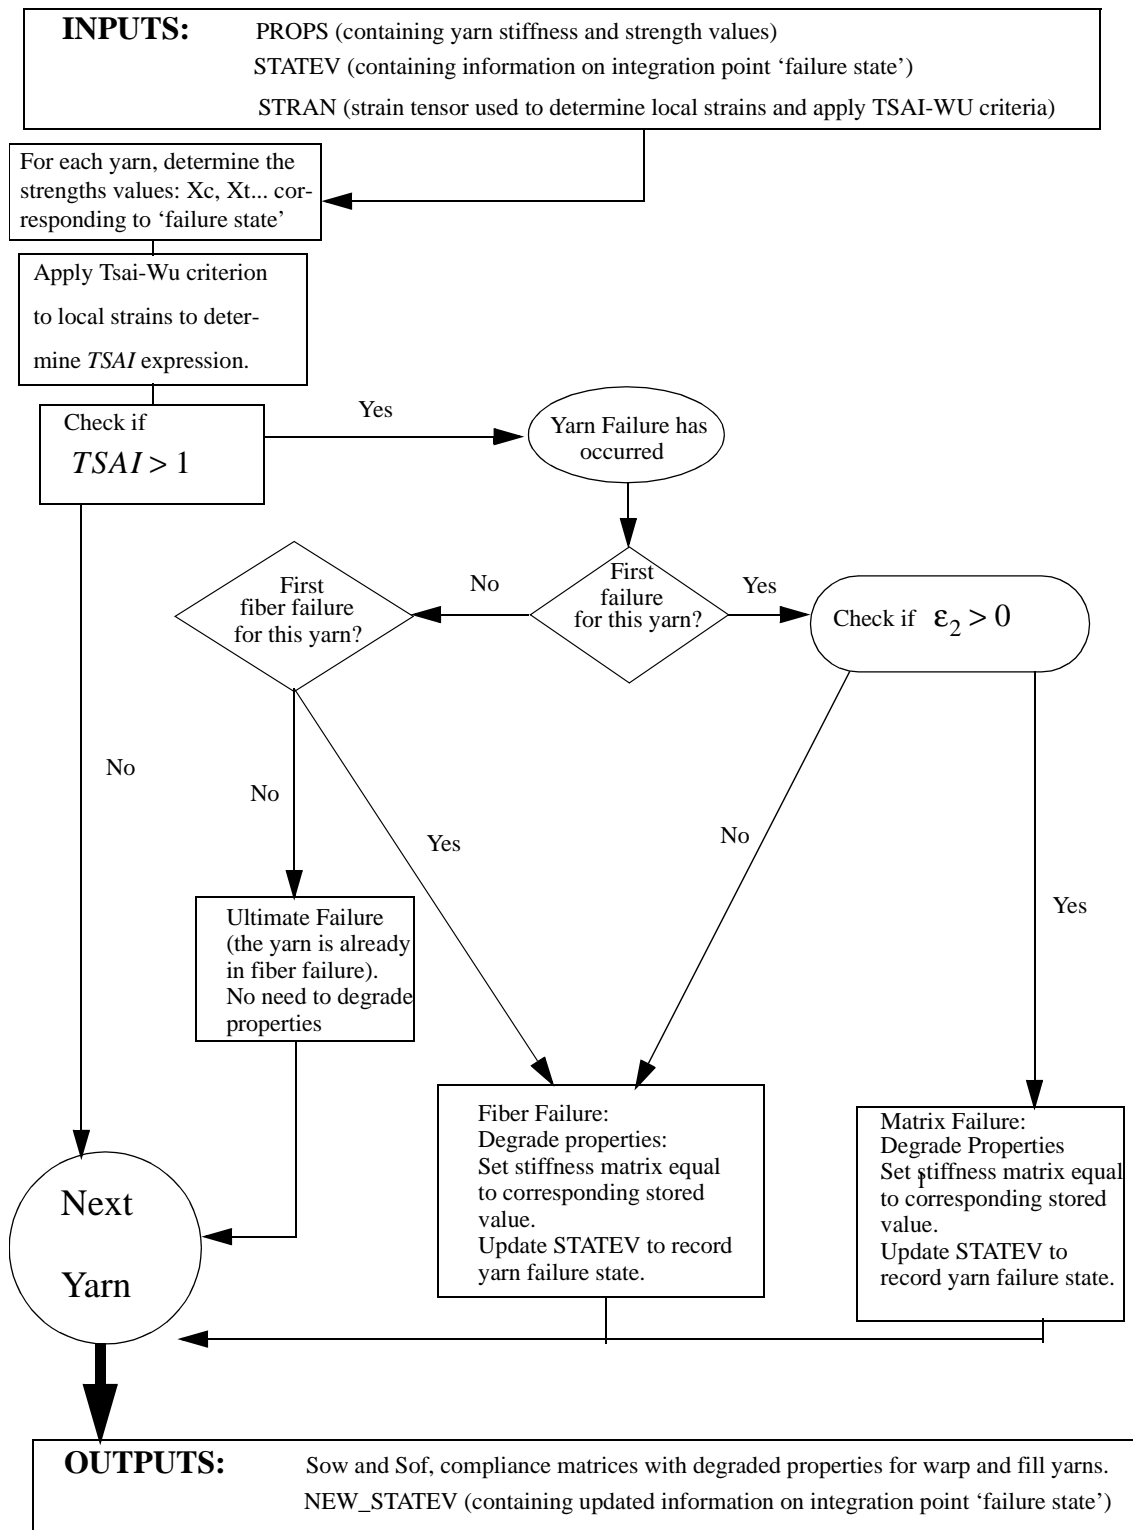 INPUTS: PROPS (containing yarn stiffness and strength values)
STATEV (containing information on integration point ‘failure state’)
STRAN (strain tensor used to determine local strains and apply TSAI-WU criteria)
For each yarn, determine the
strengths values: Xc, Xt... cor-
responding to ‘failure state’
Apply Tsai-Wu criterion
to local strains to deter-
mine TSAI expression.
Check if
TSAI > 1
Yes
Yarn Failure has
occurred
First
failure
for this yarn?
No
Yes
First
fiber failure
for this yarn?
Check if ε2 > 0
No
No
Yes
No
Yes
Ultimate Failure
(the yarn is already
in fiber failure).
No need to degrade
properties
Fiber Failure:
Degrade properties:
Set stiffness matrix equal
to corresponding stored
value.
Update STATEV to record
yarn failure state.
Matrix Failure:
Degrade Properties
Set stiffness matrix equal
to corresponding stored
value.
Update STATEV to
record yarn failure state.
Next
Yarn
OUTPUTS: Sow and Sof, compliance matrices with degraded properties for warp and fill yarns.
NEW_STATEV (containing updated information on integration point ‘failure state’)